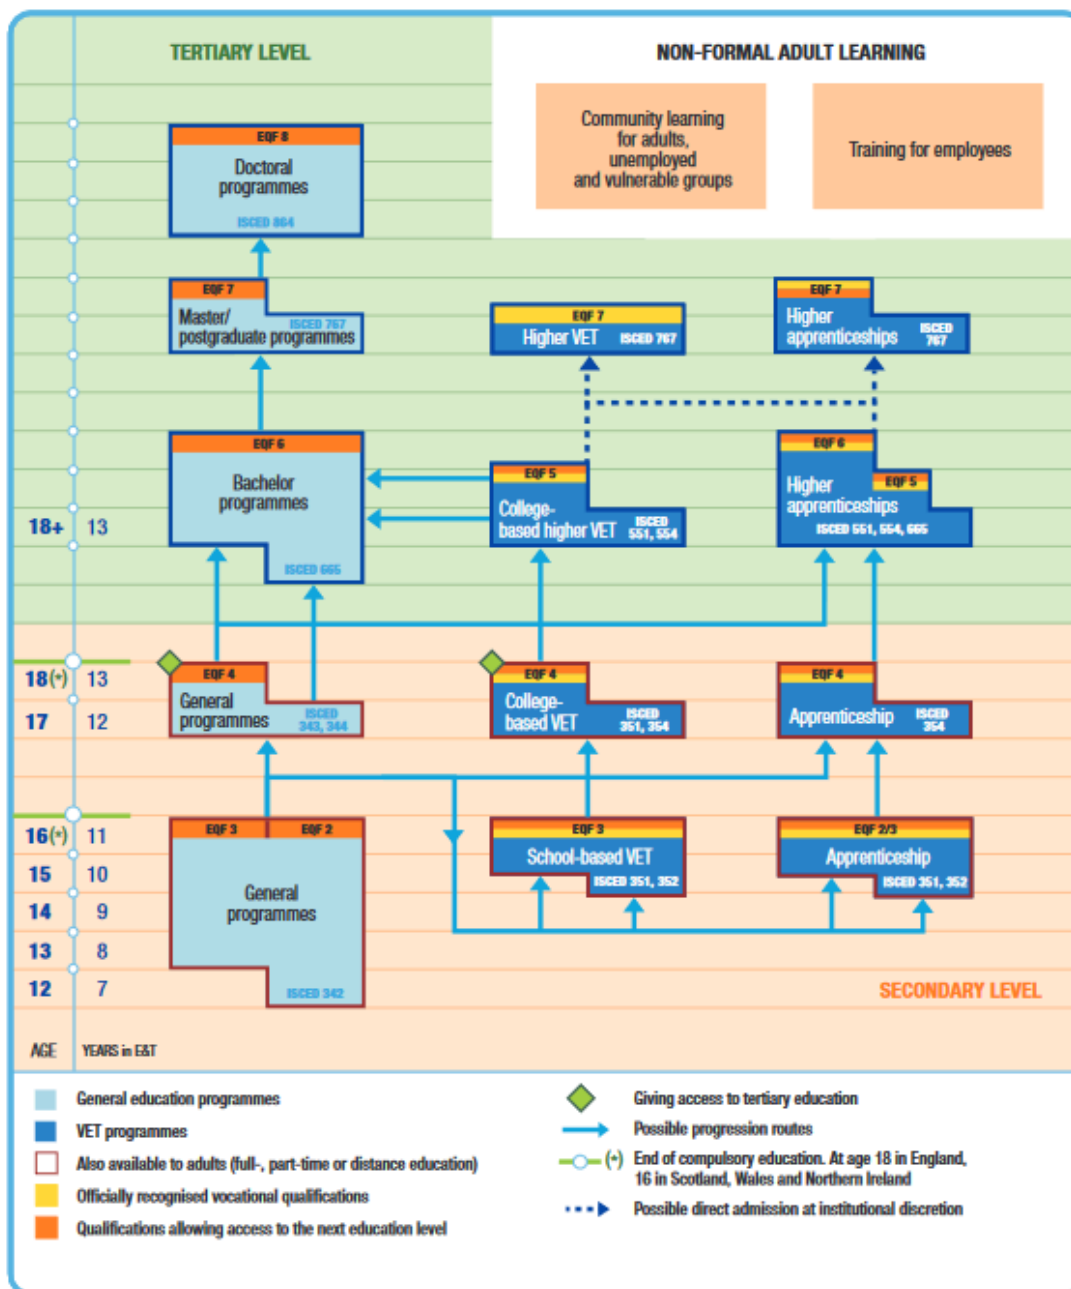 TERTIARY LEVEL
NON-FORMAL ADULT LEARNING
Community learning
for adults,
unemployed
and vulnerable groups
Training for employees
EQF 8
Doctoral
programmes
ISCED 864
EQF 7
Master/
postgraduate programmes
ISCED 767
EQF 7
Higher VET
ISCED 767
EQF 7
Higher
apprenticeships
ISCED
767
EQF 6
Bachelor
programmes
ISCED 665
EQF 5
College-
based higher VET
ISCED
551, 554
EQF 6
EQF 5
Higher
apprenticeships
ISCED 551, 554, 665
18+ 13
18(*) 13
17 12
EQF 4
General
programmes
ISCED
343, 344
EQF 4
College-
based VET
ISCED
351, 354
EQF 4
Apprenticeship
ISCED
354
16(*) 11
15 10
14 9
13 8
12 7
EQF 3
EQF 2
General
programmes
ISCED 342
EQF 3
School-based VET
ISCED 351, 352
EQF 2/3
Apprenticeship
ISCED 351, 352
SECONDARY LEVEL
AGE
YEARS in E&T
General education programmes
VET programmes
Also available to adults (full-, part-time or distance education)
Officially recognised vocational qualifications
Qualifications allowing access to the next education level
Giving access to tertiary education
Possible progression routes
(*) End of compulsory education. At age 18 in England,
16 in Scotland, Wales and Northern Ireland
Possible direct admission at institutional discretion